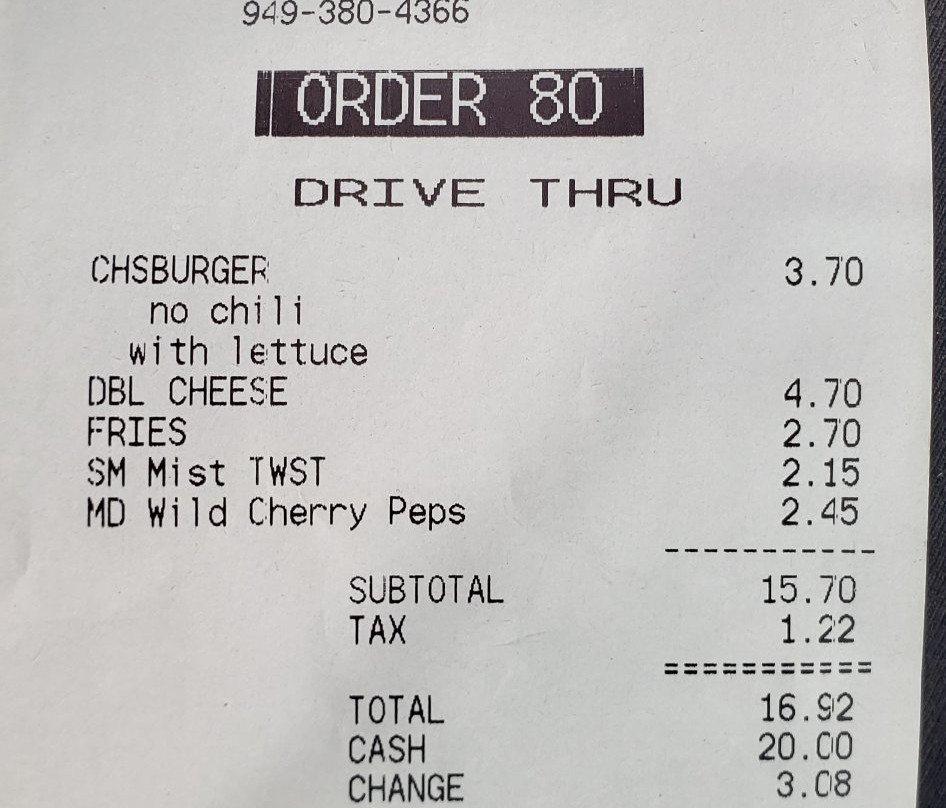 949-380-4366
ORDER 80
DRIVE THRU
CHSBURGER 3.70
no chili
with lettuce
DBL CHEESE 4.70
FRIES 2.70
SM Mist TWST 2.15
MD Wild Cherry Peps 2.45
-----------
SUBTOTAL 15.70
TAX 1.22
===========
TOTAL 16.92
CASH 20.00
CHANGE 3.08